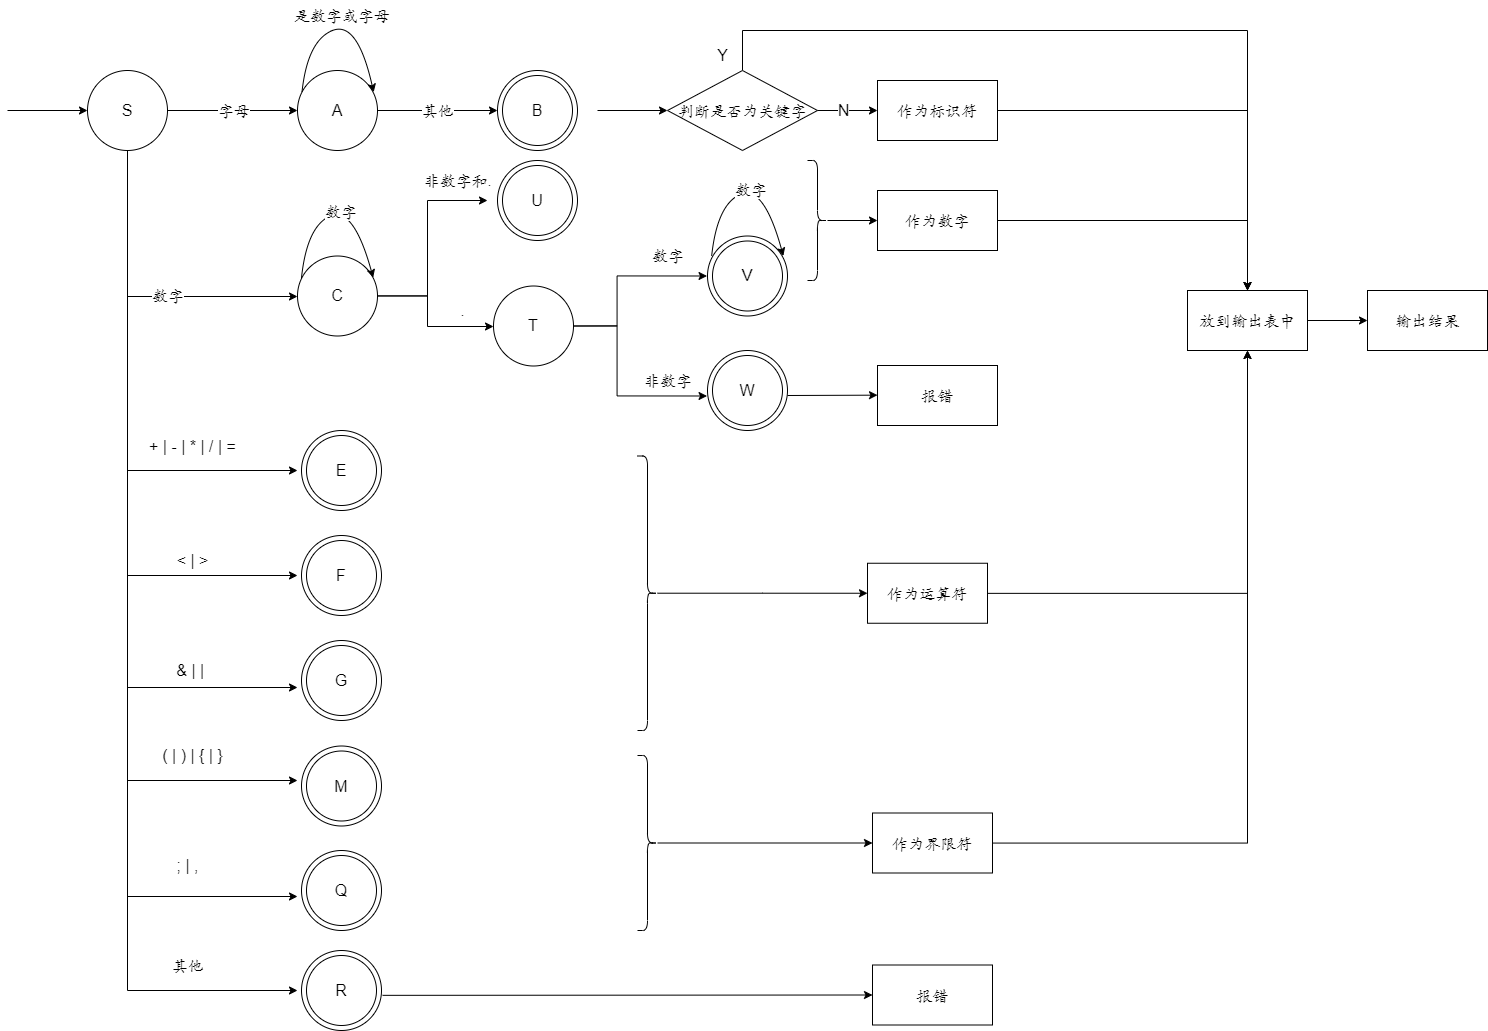 是数字或字母
S
字母
A
其他
B
Y
判断是否为关键字
N
作为标识符
非数字和.
U
数字
C
数字
.
T
数字
V
数字
作为数字
非数字
W
报错
放到输出表中
输出结果
+ | - | * | / | =
E
< | >
F
作为运算符
& | |
G
( | ) | { | }
M
作为界限符
; | ,
Q
其他
R
报错